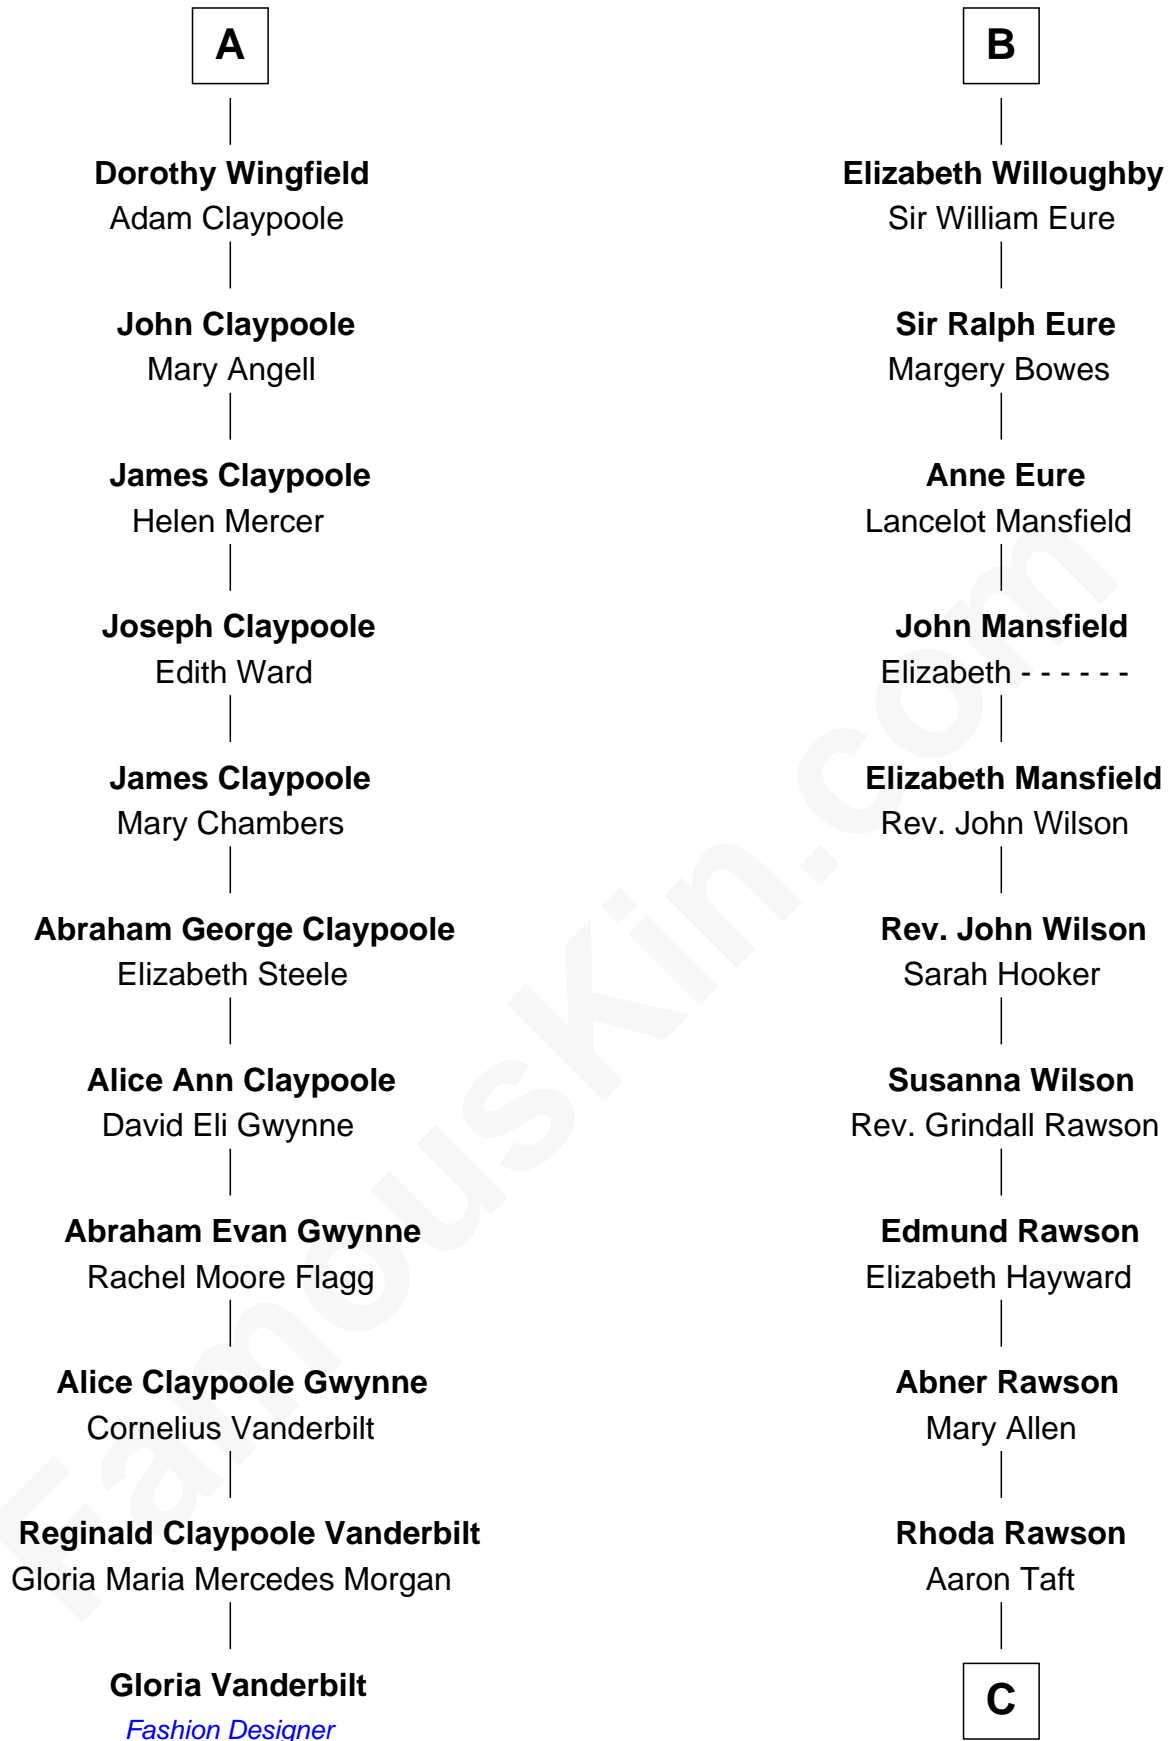 A
Dorothy Wingfield
Adam Claypoole
John Claypoole
Mary Angell
James Claypoole
Helen Mercer
Joseph Claypoole
Edith Ward
James Claypoole
Mary Chambers
Abraham George Claypoole
Elizabeth Steele
Alice Ann Claypoole
David Eli Gwynne
Abraham Evan Gwynne
Rachel Moore Flagg
Alice Claypoole Gwynne
Cornelius Vanderbilt
Reginald Claypoole Vanderbilt
Gloria Maria Mercedes Morgan
Gloria Vanderbilt
Fashion Designer
B
Elizabeth Willoughby
Sir William Eure
Sir Ralph Eure
Margery Bowes
Anne Eure
Lancelot Mansfield
John Mansfield
Elizabeth - - - - - -
Elizabeth Mansfield
Rev. John Wilson
Rev. John Wilson
Sarah Hooker
Susanna Wilson
Rev. Grindall Rawson
Edmund Rawson
Elizabeth Hayward
Abner Rawson
Mary Allen
Rhoda Rawson
Aaron Taft
C
FamousKin.com